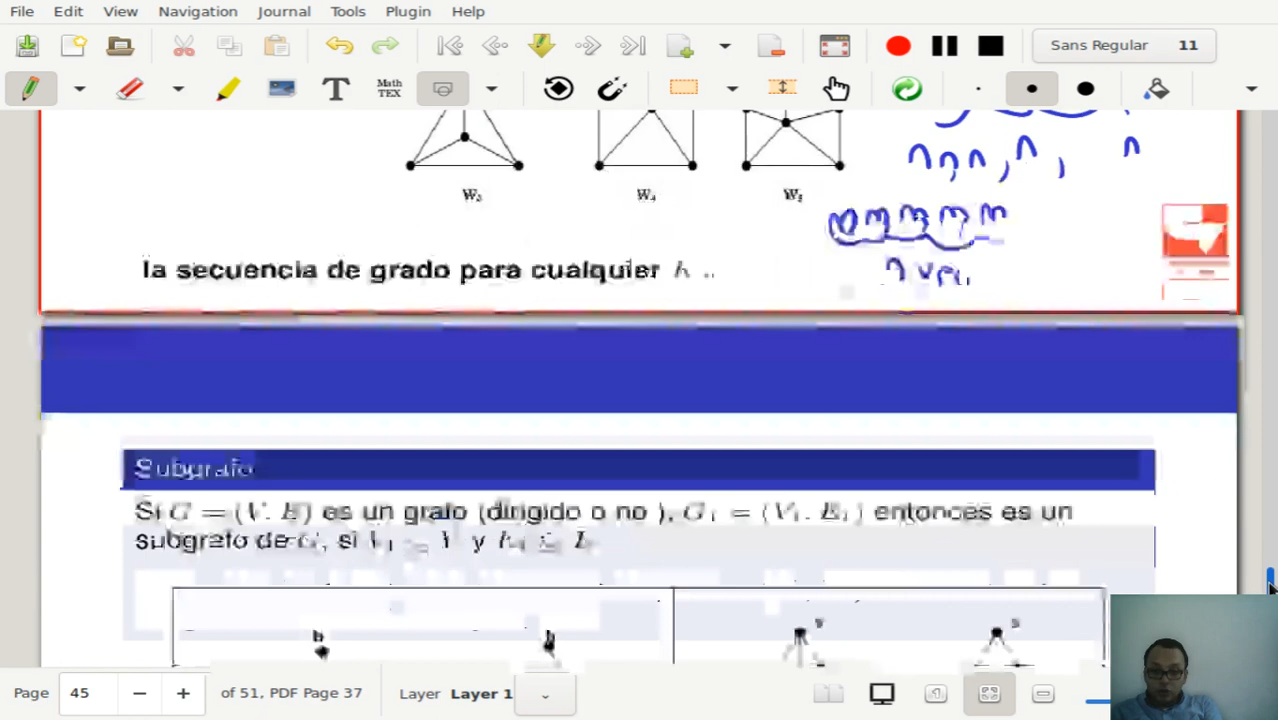 File Edit View Navigation Journal Tools Plugin Help
Sans Regular 11
T Math TEX
n, n, n, n
W₃ W₄ W₅
m m m m
la secuencia de grado para cualquier
Subgrafo
Si G = (V, E) es un grafo (dirigido o no ), G₁ = (V₁, E₁) entonces es un
subgrafo de G, si V₁ ⊆ V y E₁ ⊆ E
b b
Page 45 of 51, PDF Page 37 Layer Layer 1